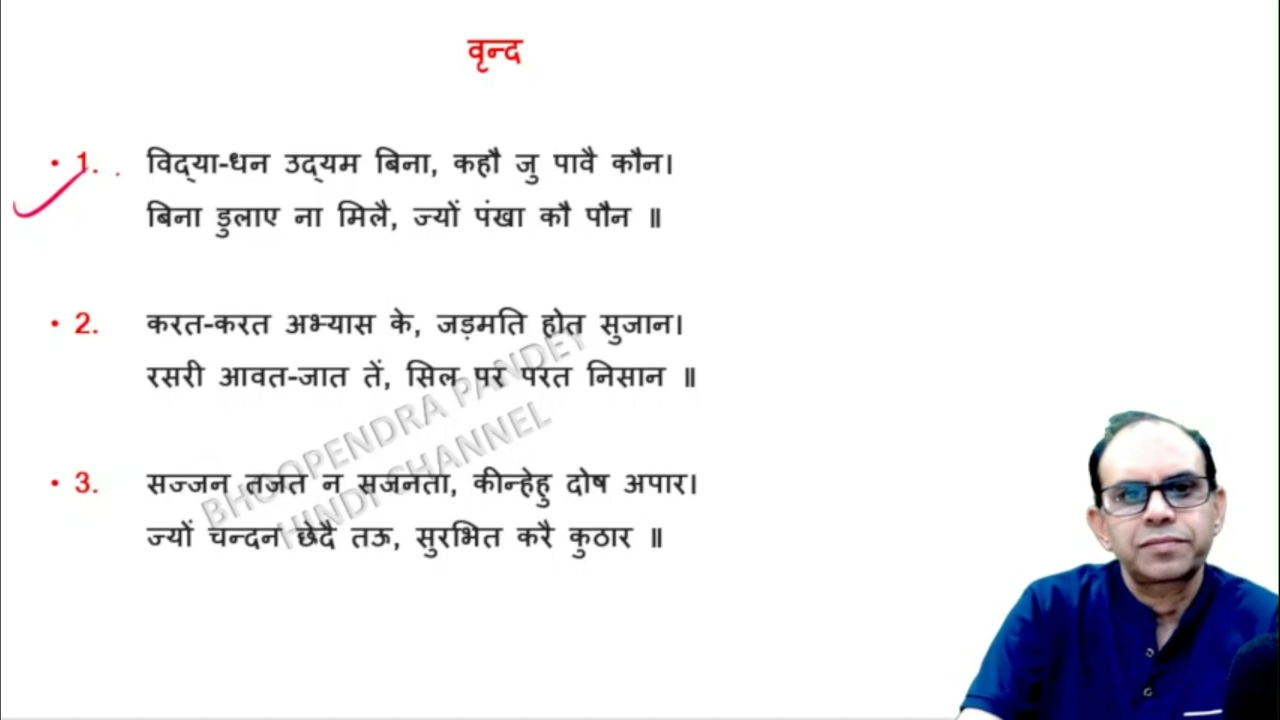 वृन्द
• 1. . विद्या-धन उद्यम बिना, कहौ जु पावै कौन।
बिना डुलाए ना मिलै, ज्यों पंखा कौ पौन ॥
• 2. करत-करत अभ्यास के, जड़मति होत सुजान।
रसरी आवत-जात तें, सिल पर परत निसान ॥
• 3. सज्जन तजत न सजनता, कीन्हेहु दोष अपार।
ज्यों चन्दन छेदै तऊ, सुरभित करै कुठार ॥
BHOOPENDRA PANDEY
HINDI CHANNEL